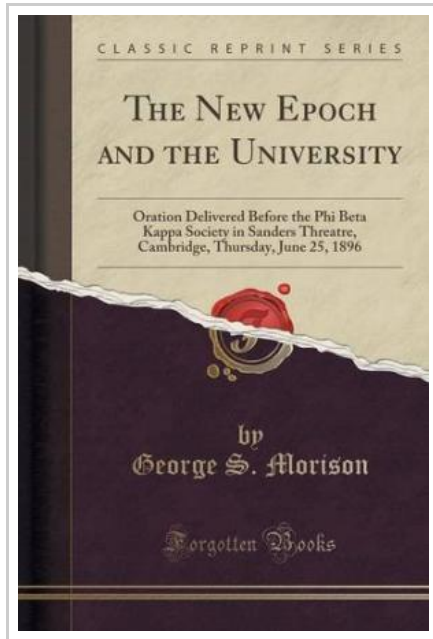 CLASSIC REPRINT SERIES
THE NEW EPOCH
AND THE UNIVERSITY
Oration Delivered Before the Phi Beta
Kappa Society in Sanders Threatre,
Cambridge, Thursday, June 25, 1896
by
George S. Morison
Forgotten Books